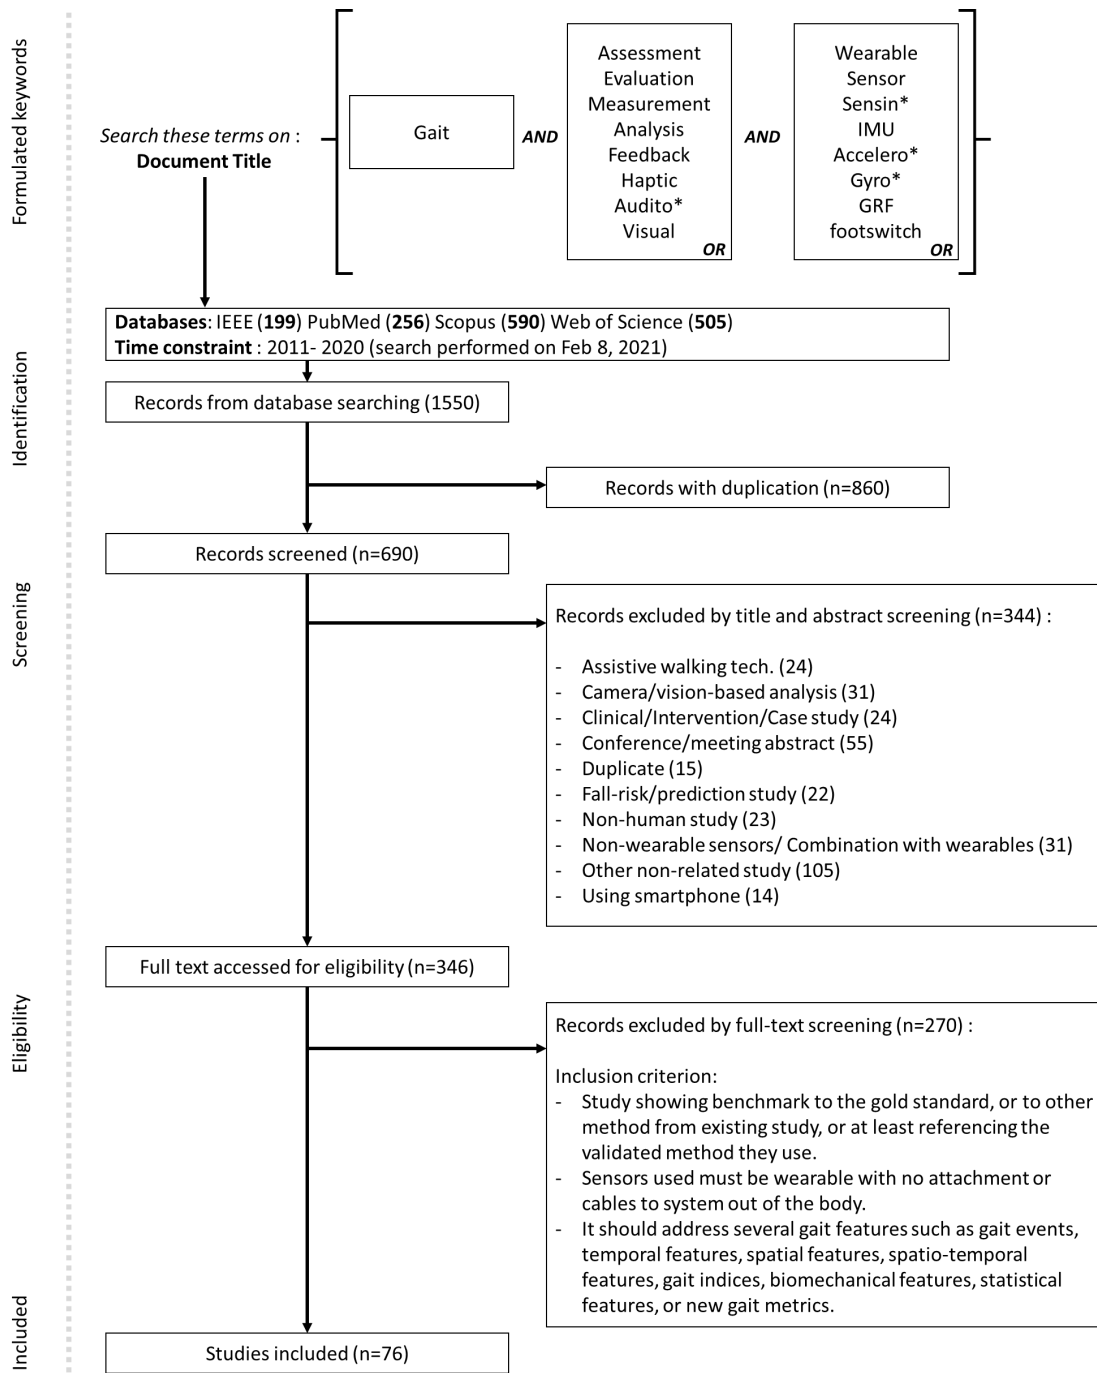 Formulated keywords
Search these terms on :
Document Title
Gait
AND
Assessment
Evaluation
Measurement
Analysis
Feedback
Haptic
Audito*
Visual
OR
AND
Wearable
Sensor
Sensin*
IMU
Accelero*
Gyro*
GRF
footswitch
OR
Identification
Databases: IEEE (199) PubMed (256) Scopus (590) Web of Science (505)
Time constraint : 2011- 2020 (search performed on Feb 8, 2021)
Records from database searching (1550)
Records with duplication (n=860)
Screening
Records screened (n=690)
Records excluded by title and abstract screening (n=344) :
- Assistive walking tech. (24)
- Camera/vision-based analysis (31)
- Clinical/Intervention/Case study (24)
- Conference/meeting abstract (55)
- Duplicate (15)
- Fall-risk/prediction study (22)
- Non-human study (23)
- Non-wearable sensors/ Combination with wearables (31)
- Other non-related study (105)
- Using smartphone (14)
Eligibility
Full text accessed for eligibility (n=346)
Records excluded by full-text screening (n=270) :
Inclusion criterion:
- Study showing benchmark to the gold standard, or to other
method from existing study, or at least referencing the
validated method they use.
- Sensors used must be wearable with no attachment or
cables to system out of the body.
- It should address several gait features such as gait events,
temporal features, spatial features, spatio-temporal
features, gait indices, biomechanical features, statistical
features, or new gait metrics.
Included
Studies included (n=76)